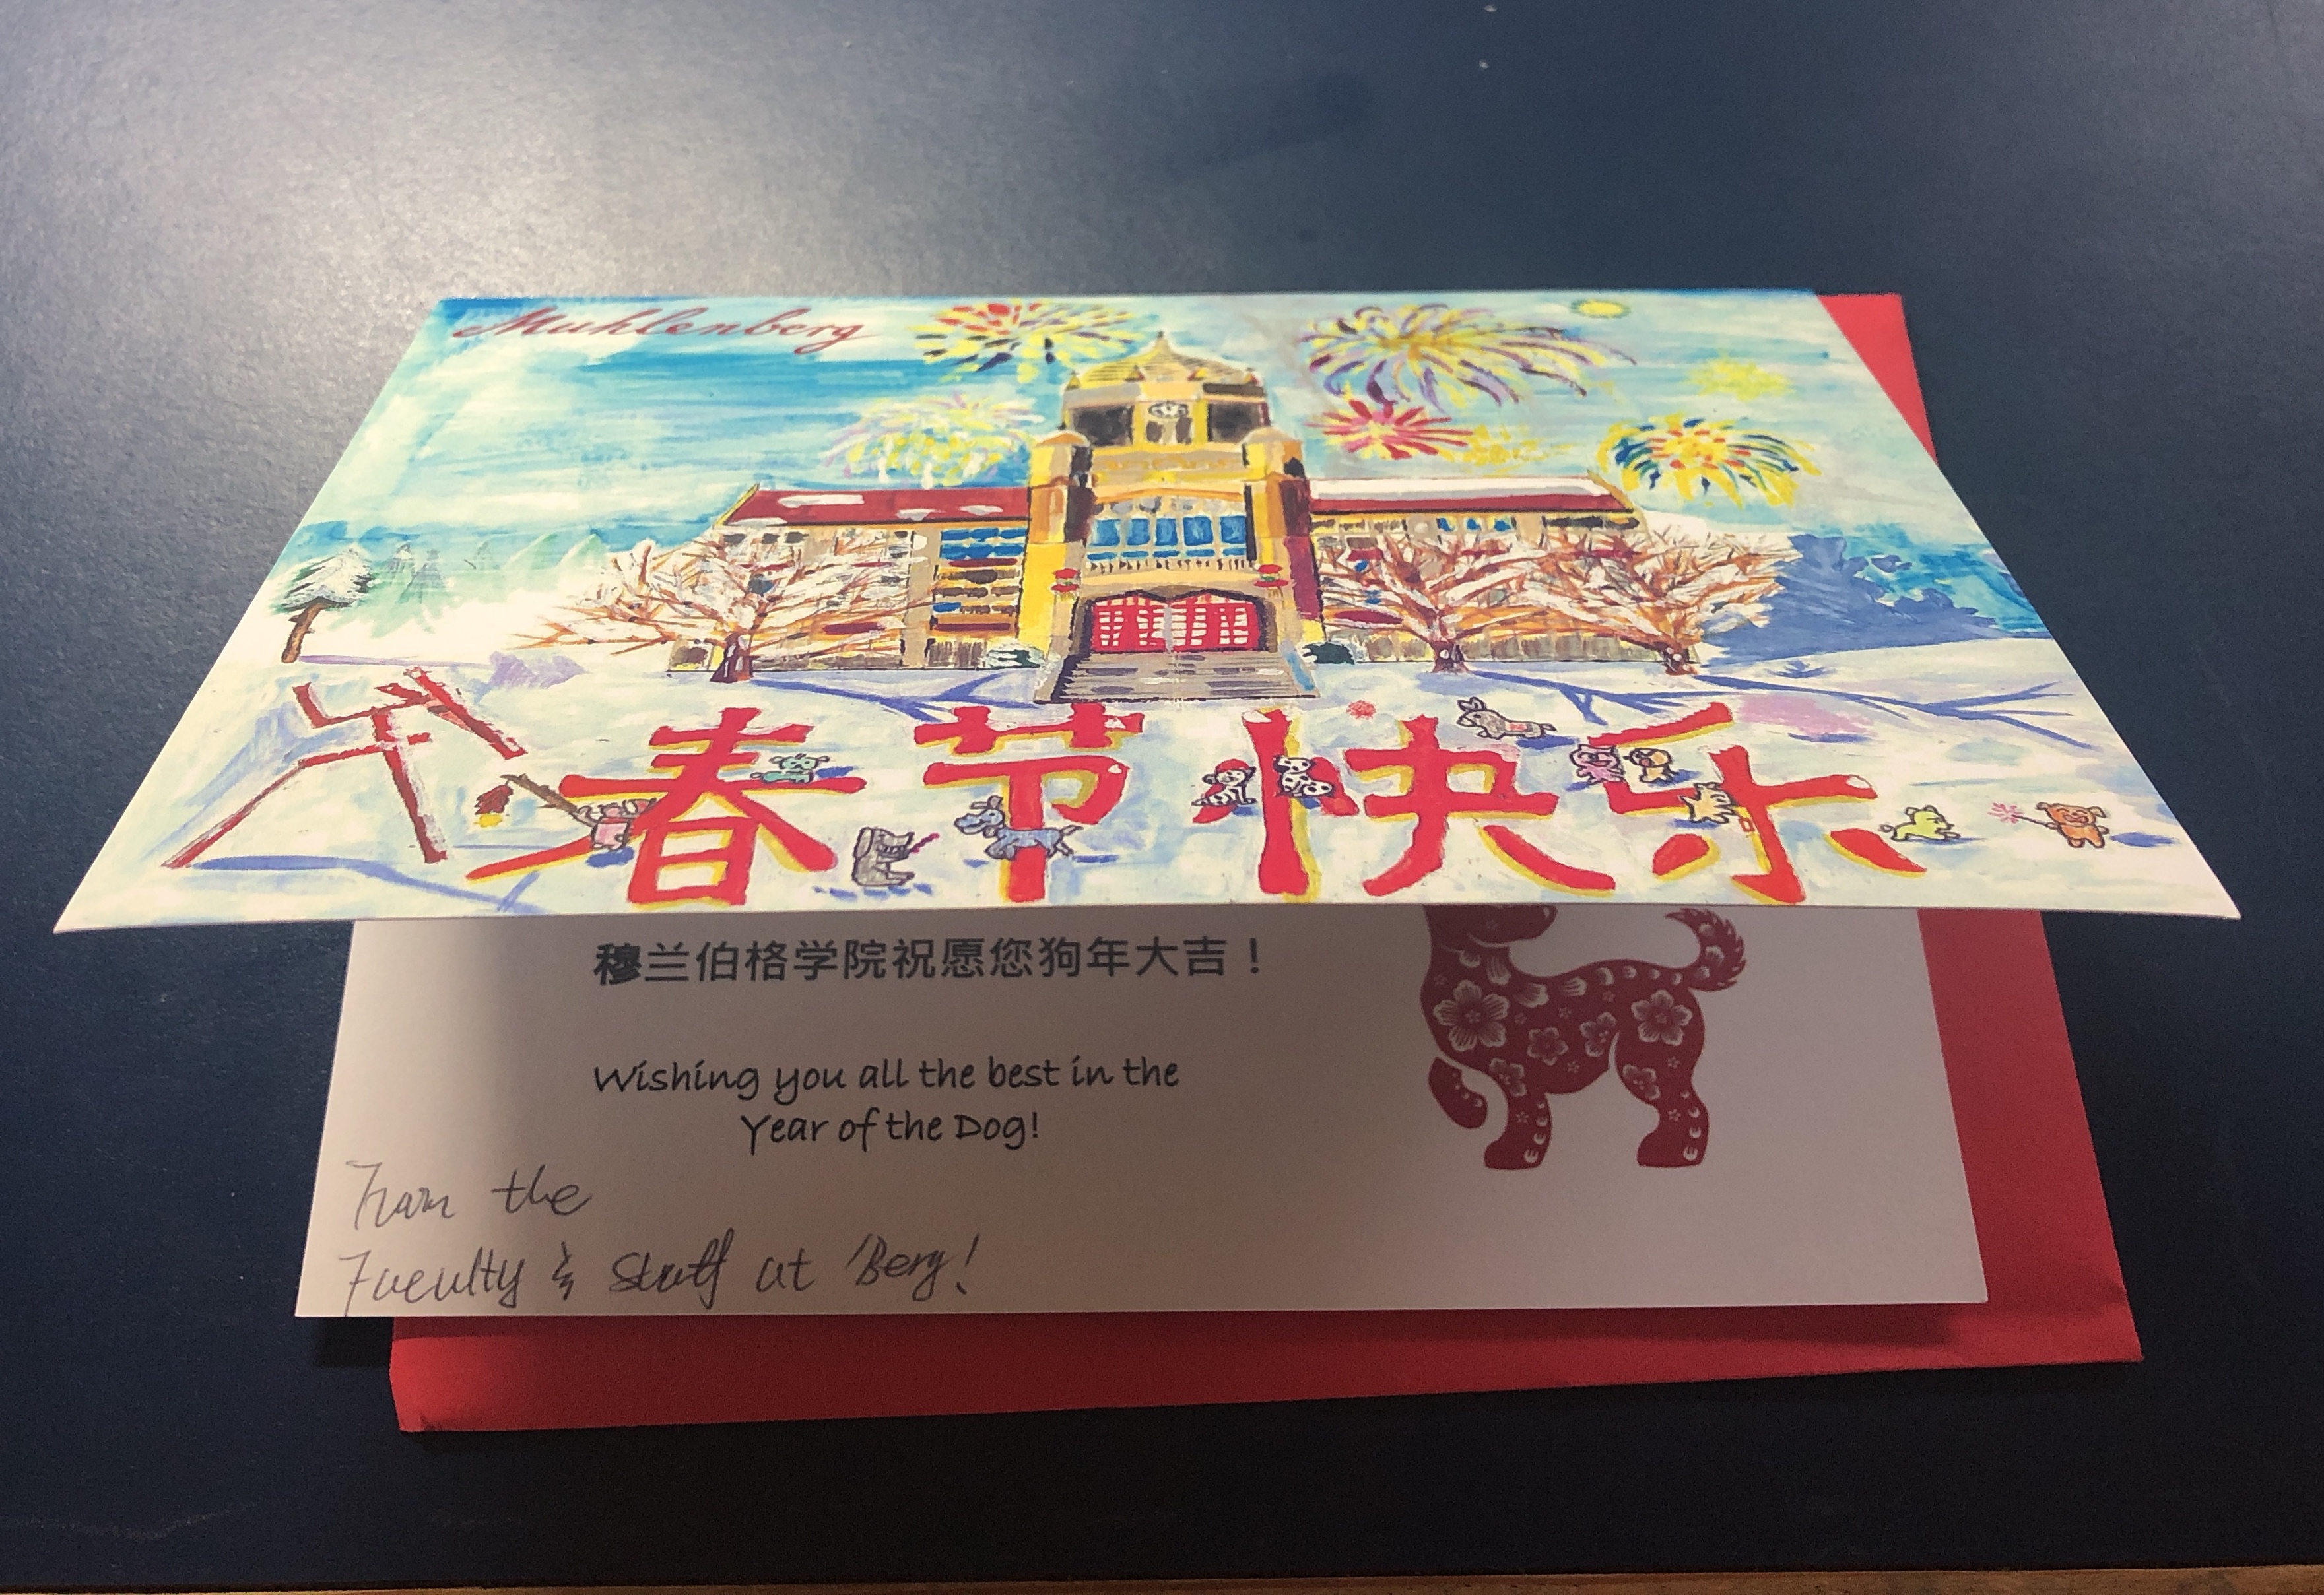 Muhlenberg
春节快乐
穆兰伯格学院祝愿您狗年大吉！
Wishing you all the best in the
Year of the Dog!
From the
Faculty & Staff at 'Berg!